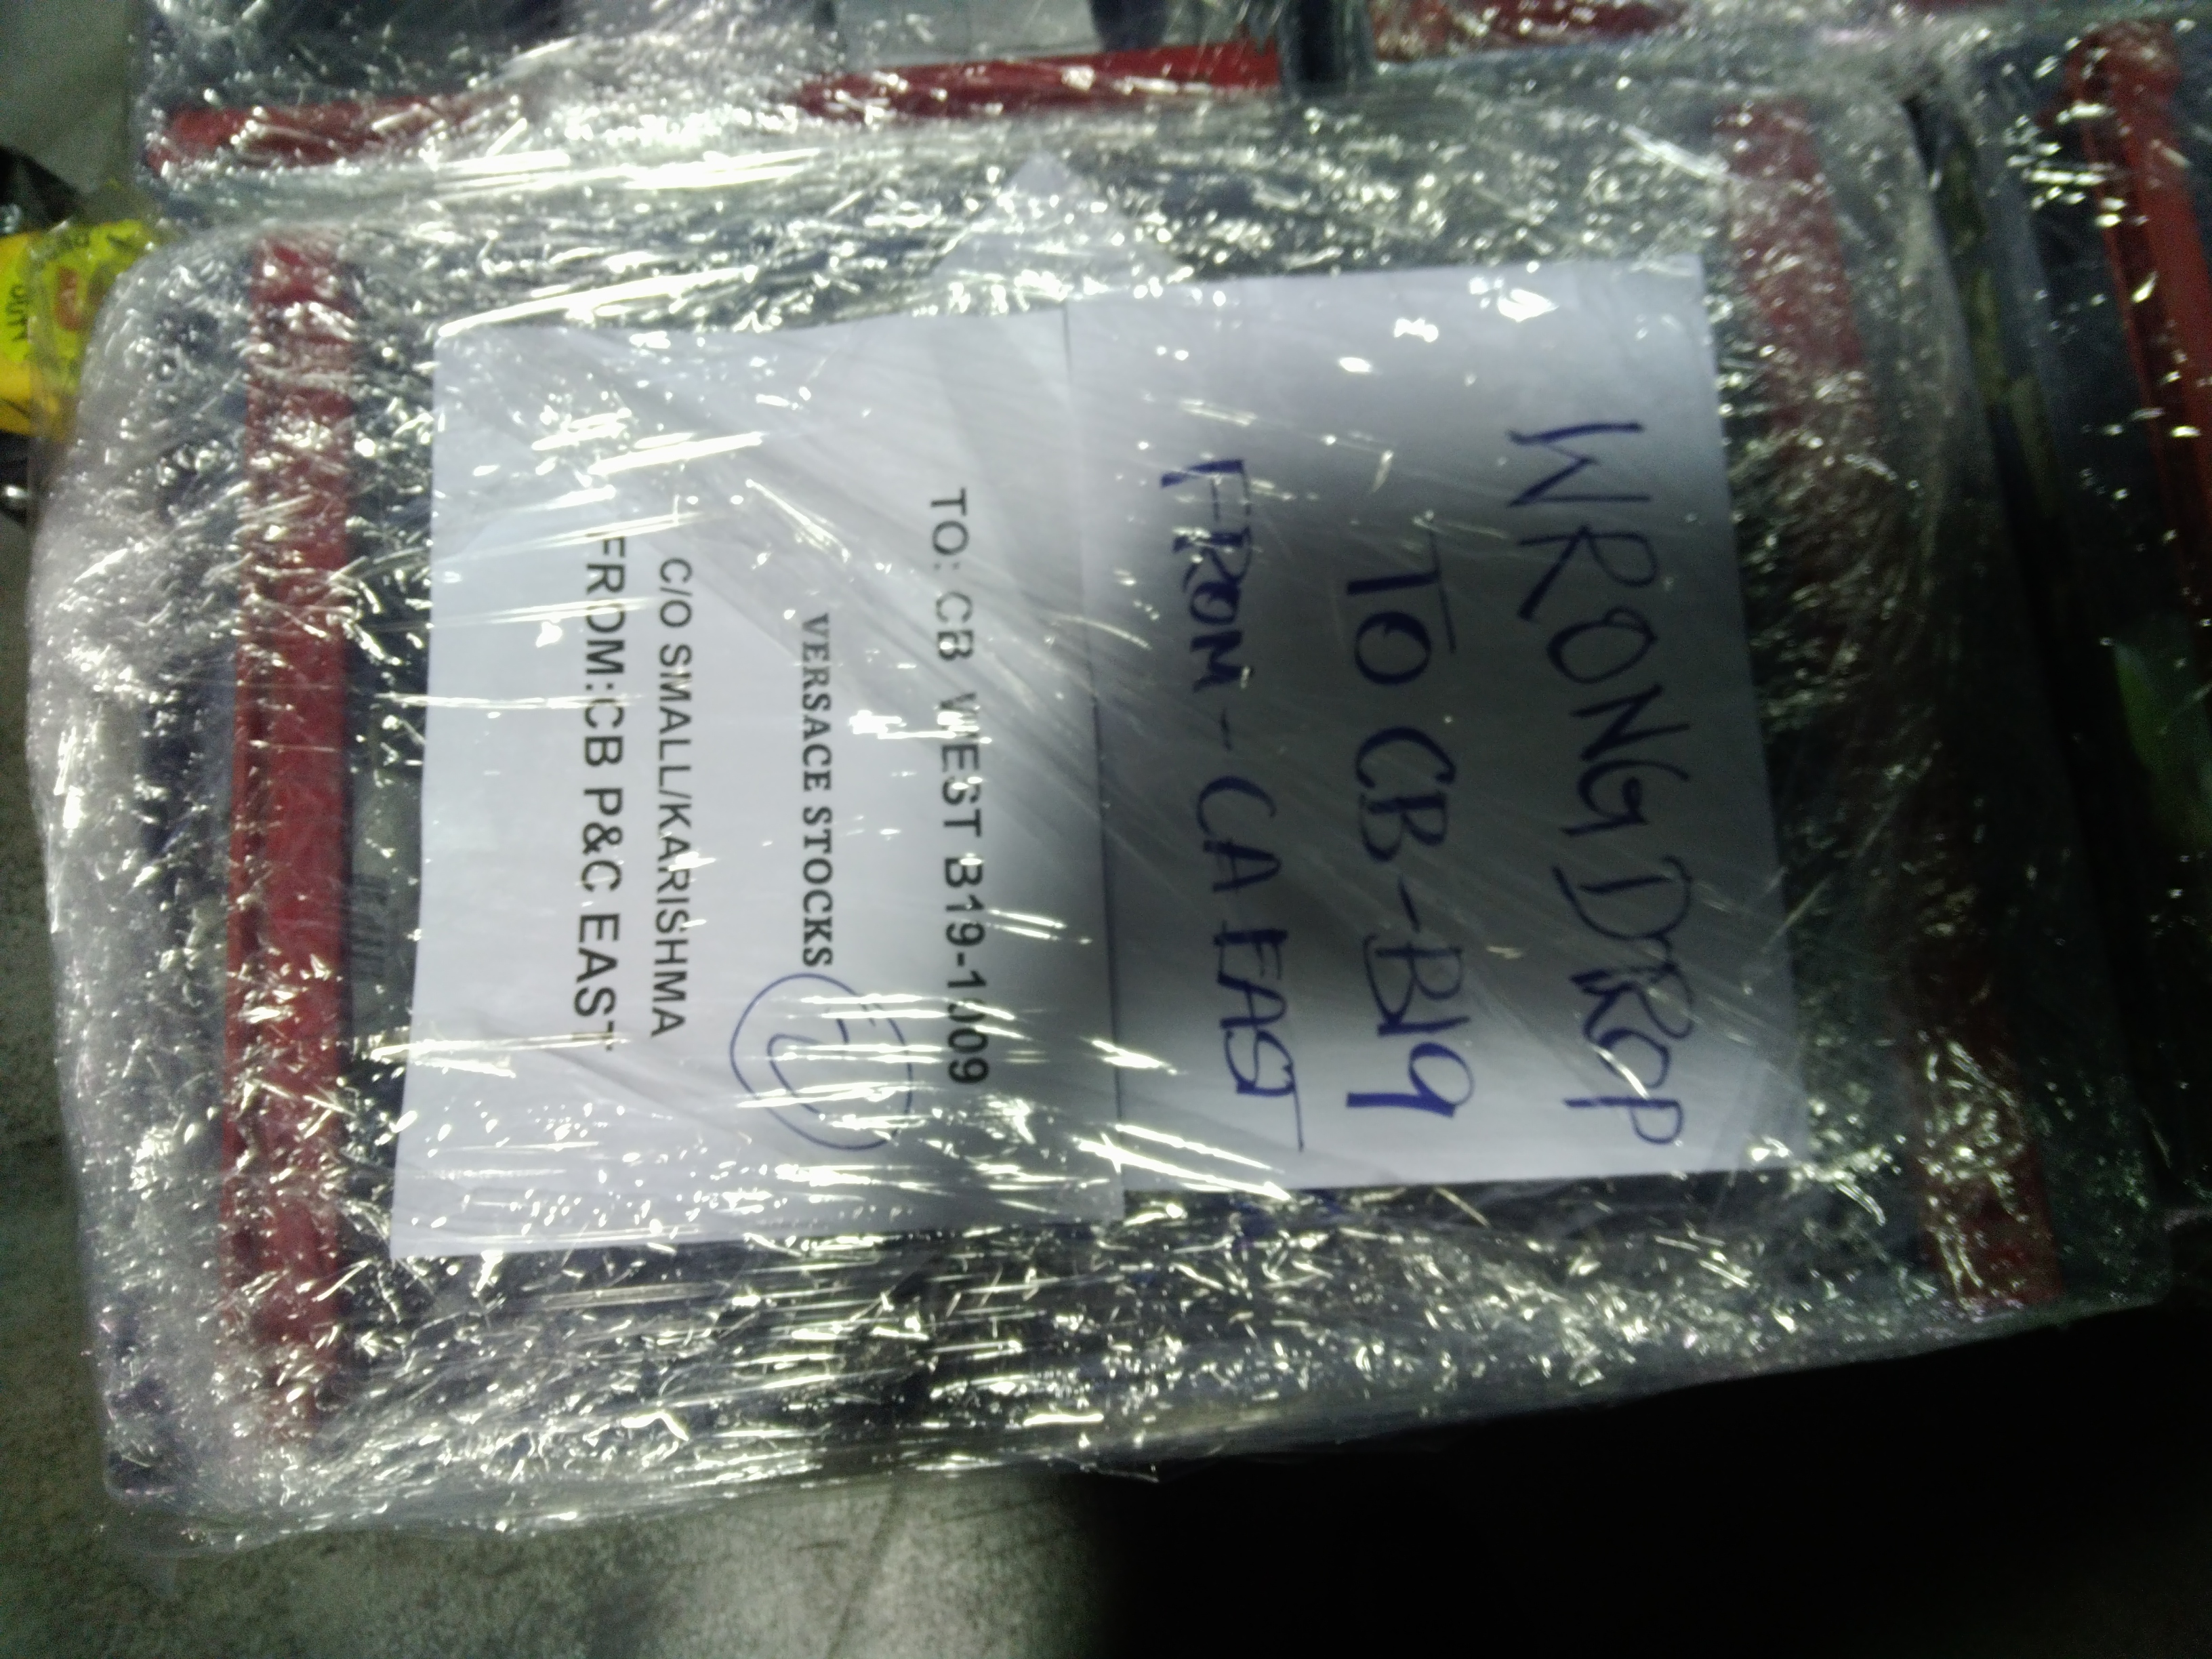 WRONG DROP
TO CB-B19
FROM - CA EAST
TO: CB WEST B19-1009
VERSACE STOCKS
C/O SMALL/KARISHMA
FROM:CB P&C EAST